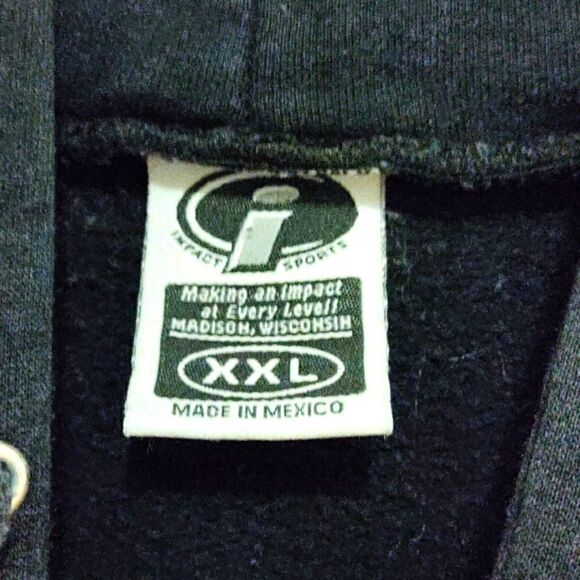 i
IMPACT SPORTS
Making an impact
at Every Level!
MADISON, WISCONSIN
XXL
MADE IN MEXICO